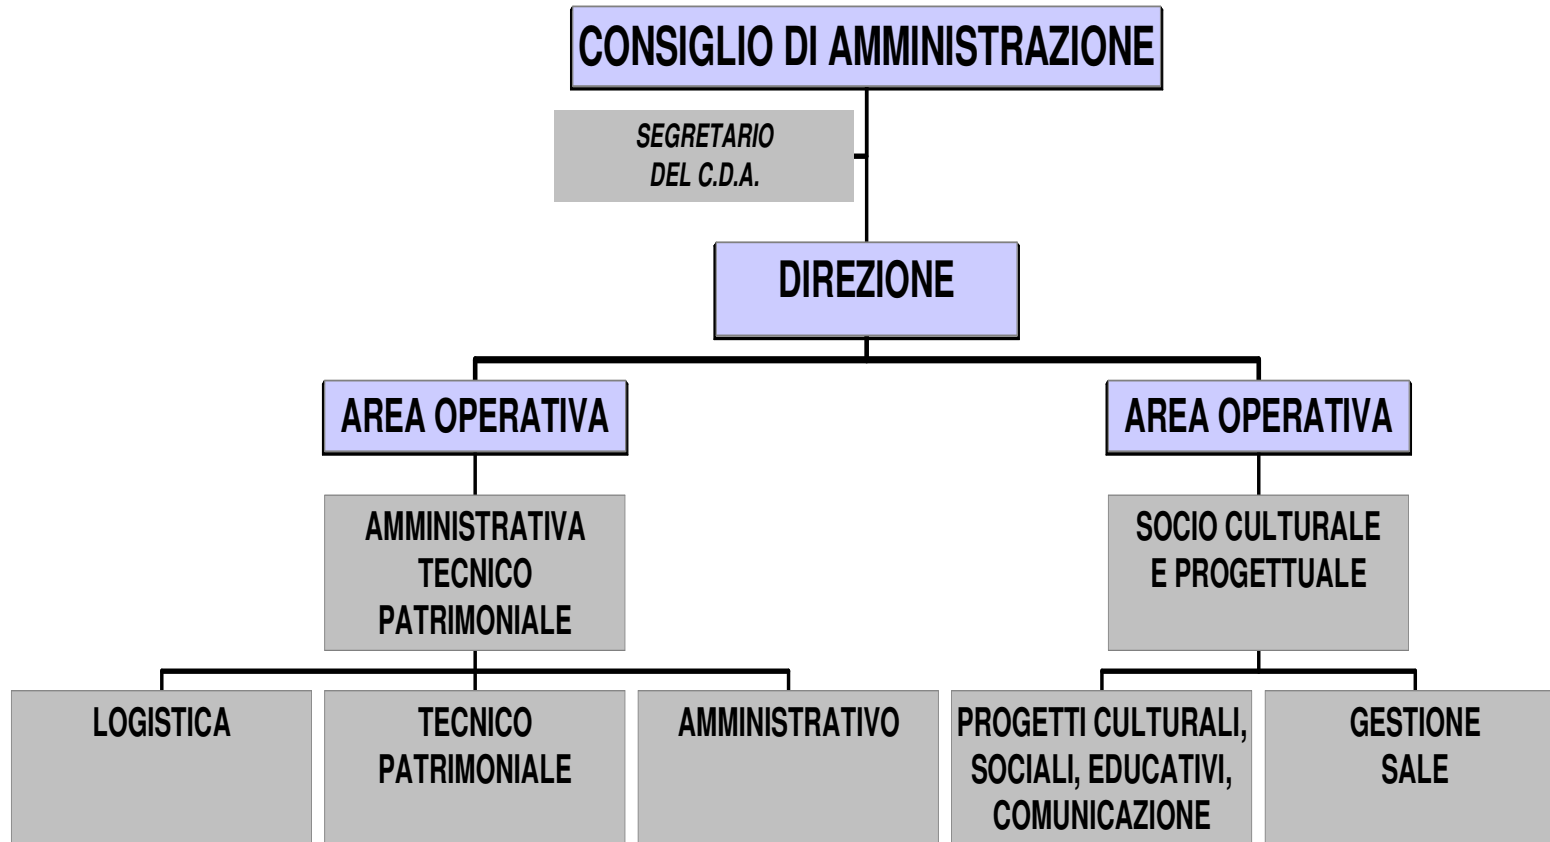 CONSIGLIO DI AMMINISTRAZIONE
SEGRETARIO
DEL C.D.A.
DIREZIONE
AREA OPERATIVA
AREA OPERATIVA
AMMINISTRATIVA
TECNICO
PATRIMONIALE
SOCIO CULTURALE
E PROGETTUALE
LOGISTICA
TECNICO
PATRIMONIALE
AMMINISTRATIVO
PROGETTI CULTURALI,
SOCIALI, EDUCATIVI,
COMUNICAZIONE
GESTIONE
SALE